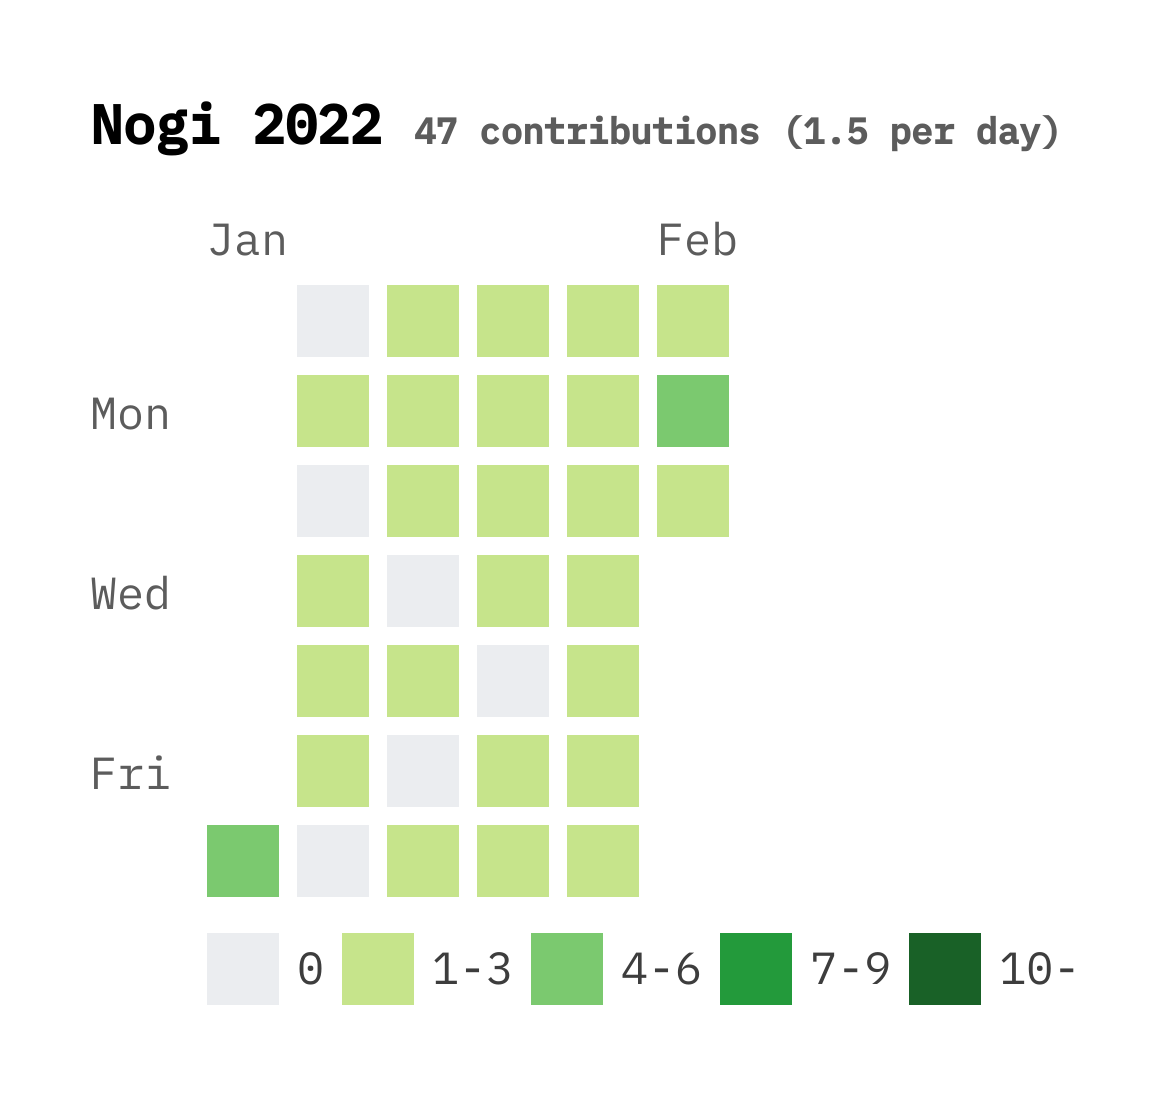 Nogi 2022 47 contributions (1.5 per day)
Jan Feb
Mon
Wed
Fri
0 1-3 4-6 7-9 10-